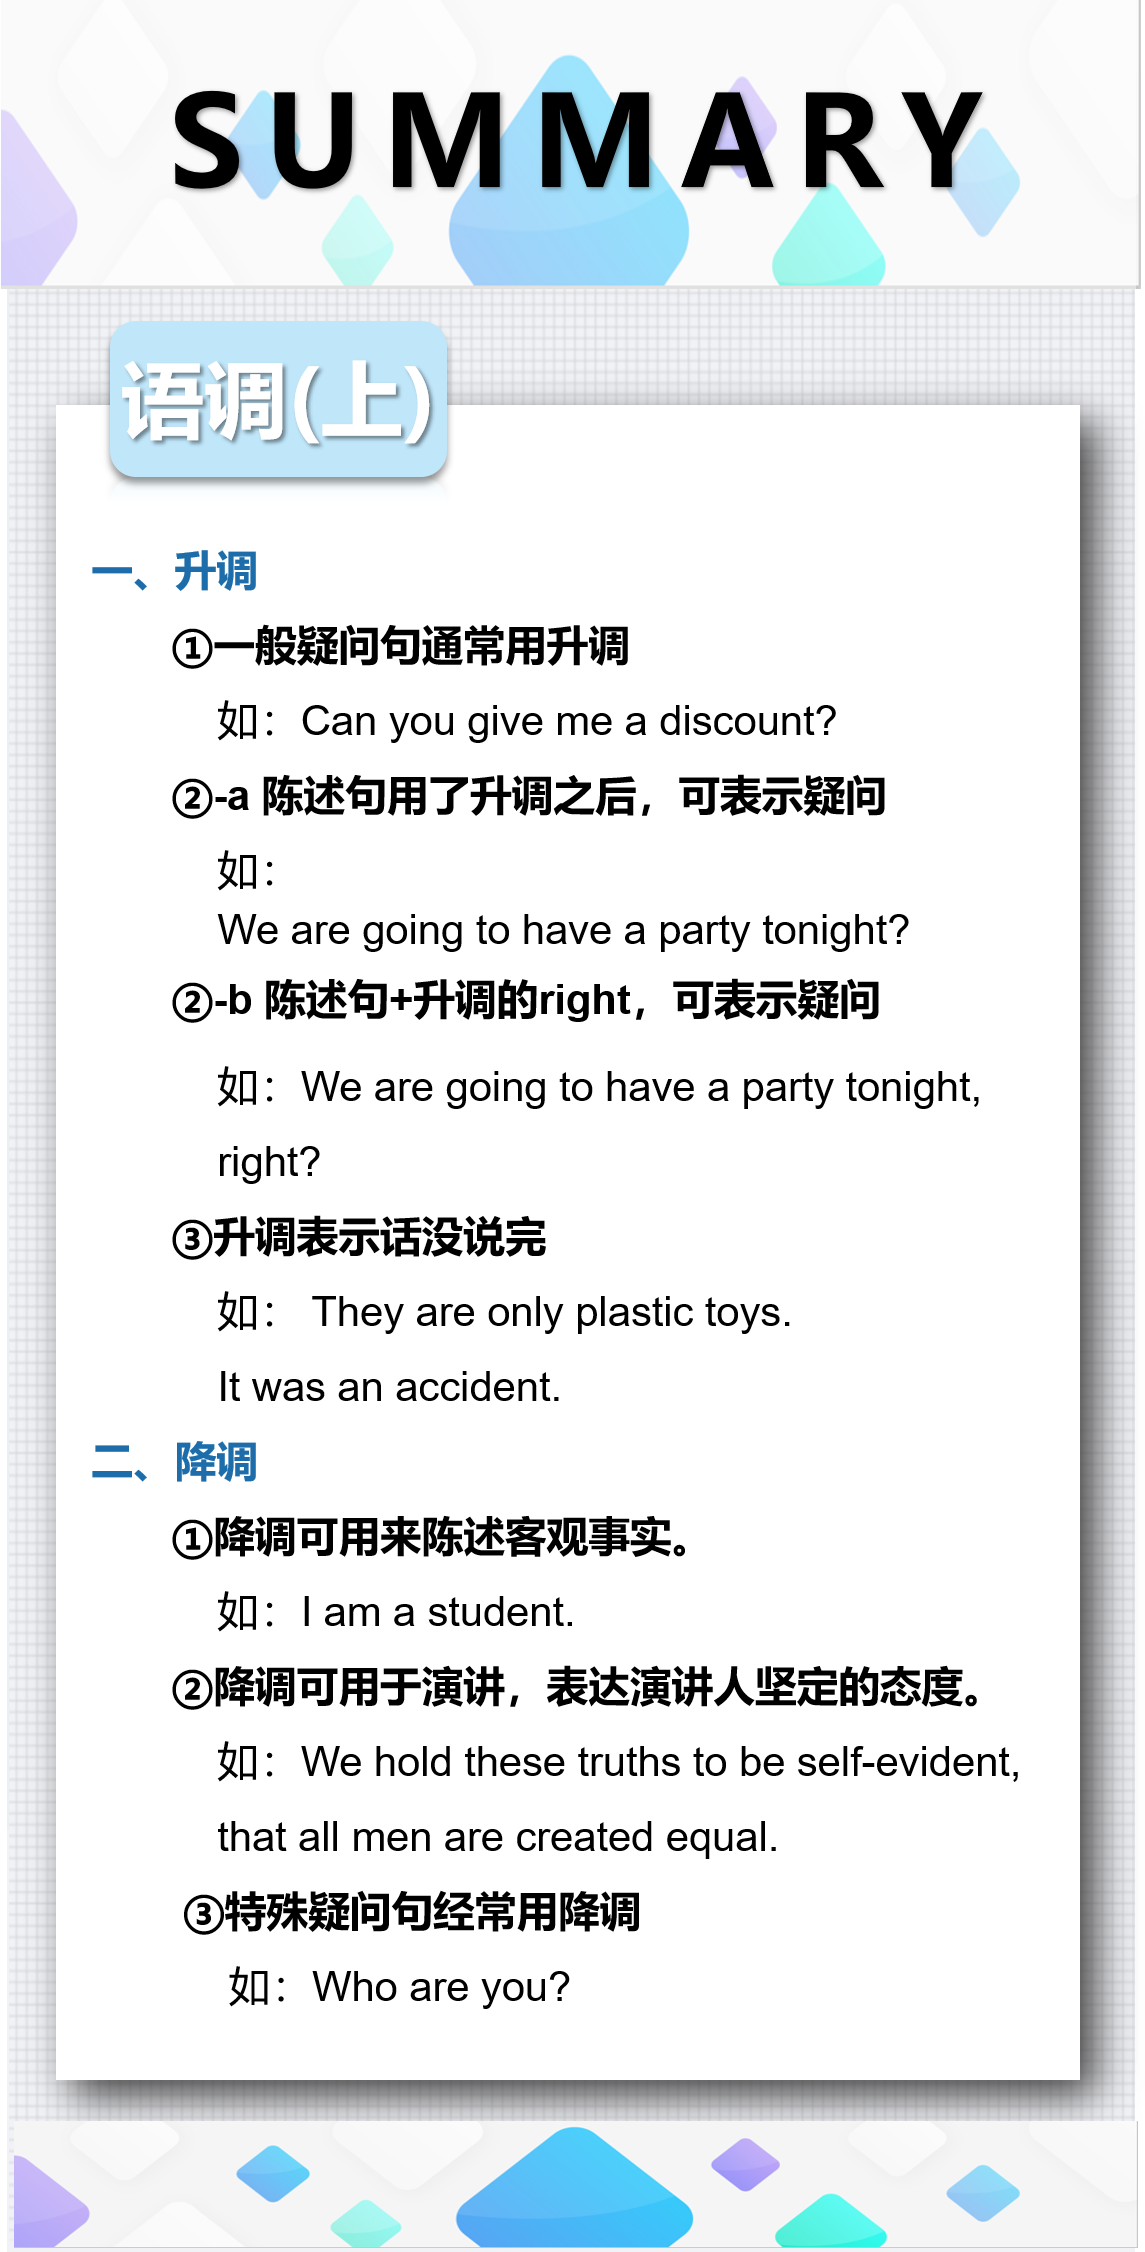 SUMMARY
语调(上)
一、升调
①一般疑问句通常用升调
如：Can you give me a discount?
②-a 陈述句用了升调之后，可表示疑问
如：
We are going to have a party tonight?
②-b 陈述句+升调的right，可表示疑问
如：We are going to have a party tonight,
right?
③升调表示话没说完
如： They are only plastic toys.
It was an accident.
二、降调
①降调可用来陈述客观事实。
如：I am a student.
②降调可用于演讲，表达演讲人坚定的态度。
如：We hold these truths to be self-evident,
that all men are created equal.
③特殊疑问句经常用降调
如：Who are you?